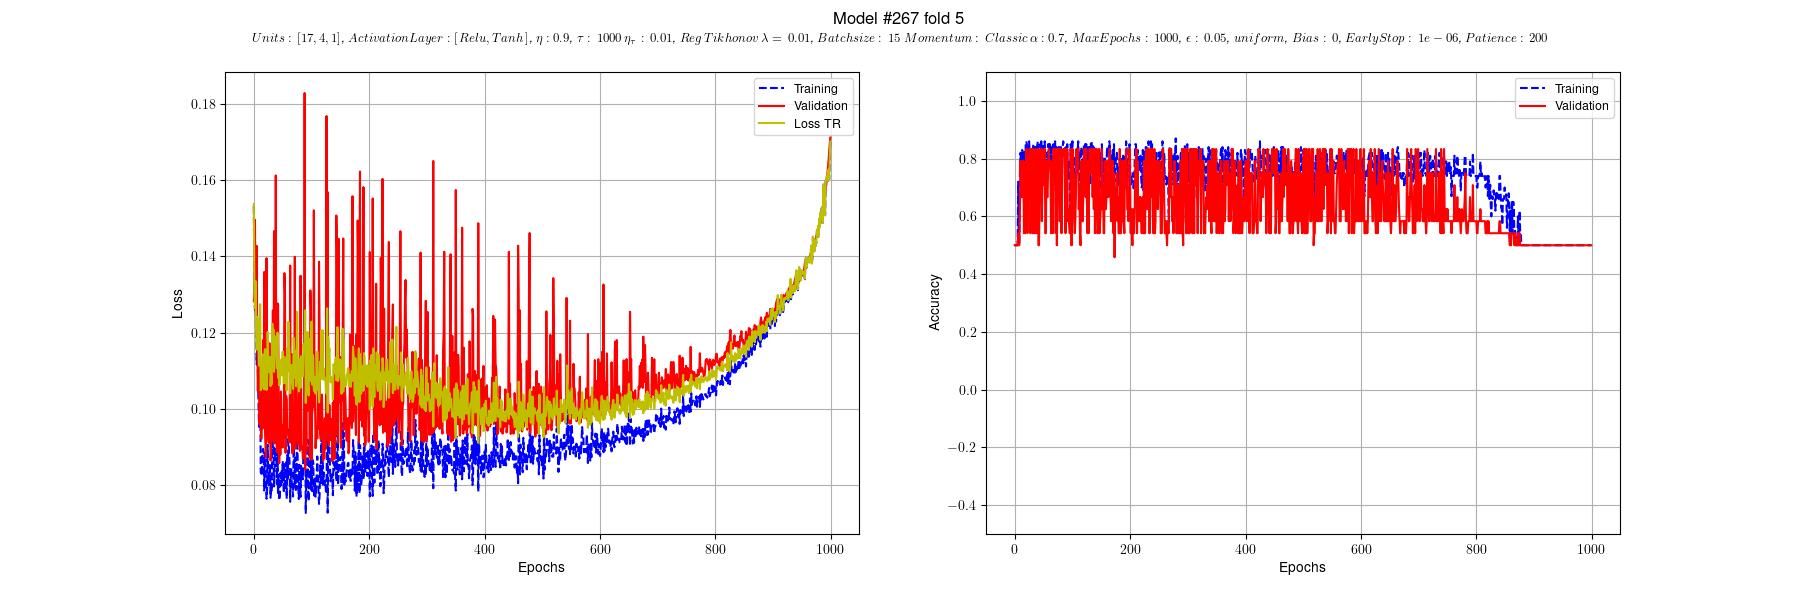 Model #267 fold 5
Units : [17, 4, 1], ActivationLayer : [Relu, Tanh], η : 0.9, τ : 1000 ητ : 0.01, Reg Tikhonov λ = 0.01, Batchsize : 15 Momentum : Classic α : 0.7, MaxEpochs : 1000, ϵ : 0.05, uniform, Bias : 0, EarlyStop : 1e − 06, Patience : 200
Training
Validation
Loss TR
0.18
0.16
0.14
0.12
0.10
0.08
Loss
0 200 400 600 800 1000
Epochs
Training
Validation
1.0
0.8
0.6
0.4
0.2
0.0
−0.2
−0.4
Accuracy
0 200 400 600 800 1000
Epochs